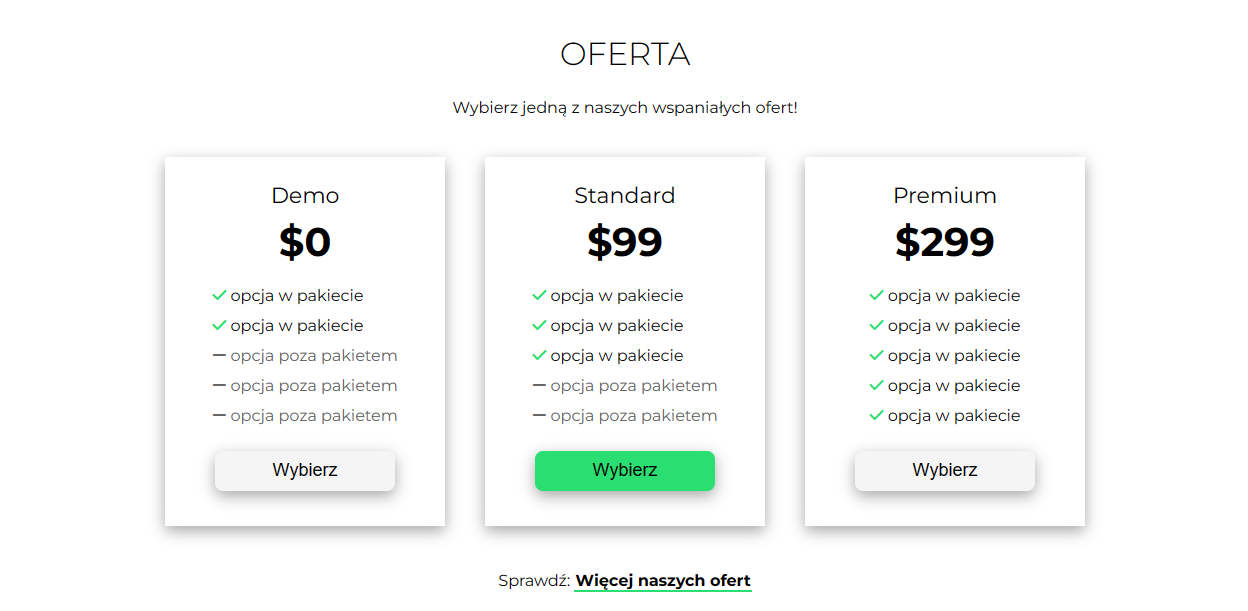 OFERTA
Wybierz jedną z naszych wspaniałych ofert!
Demo
$0
opcja w pakiecie
opcja w pakiecie
opcja poza pakietem
opcja poza pakietem
opcja poza pakietem
Wybierz
Standard
$99
opcja w pakiecie
opcja w pakiecie
opcja w pakiecie
opcja poza pakietem
opcja poza pakietem
Wybierz
Premium
$299
opcja w pakiecie
opcja w pakiecie
opcja w pakiecie
opcja w pakiecie
opcja w pakiecie
Wybierz
Sprawdź: Więcej naszych ofert